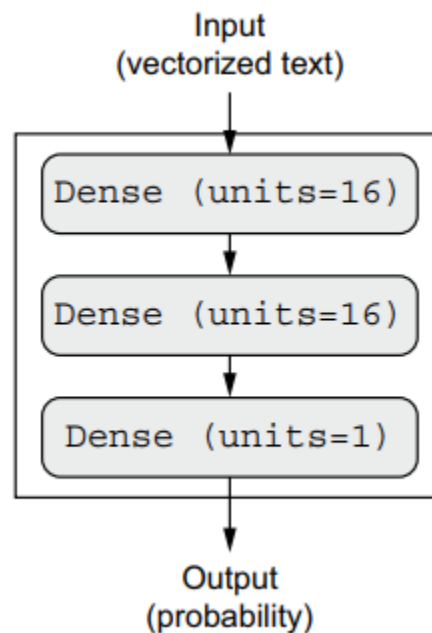 Input
(vectorized text)
Dense (units=16)
Dense (units=16)
Dense (units=1)
Output
(probability)